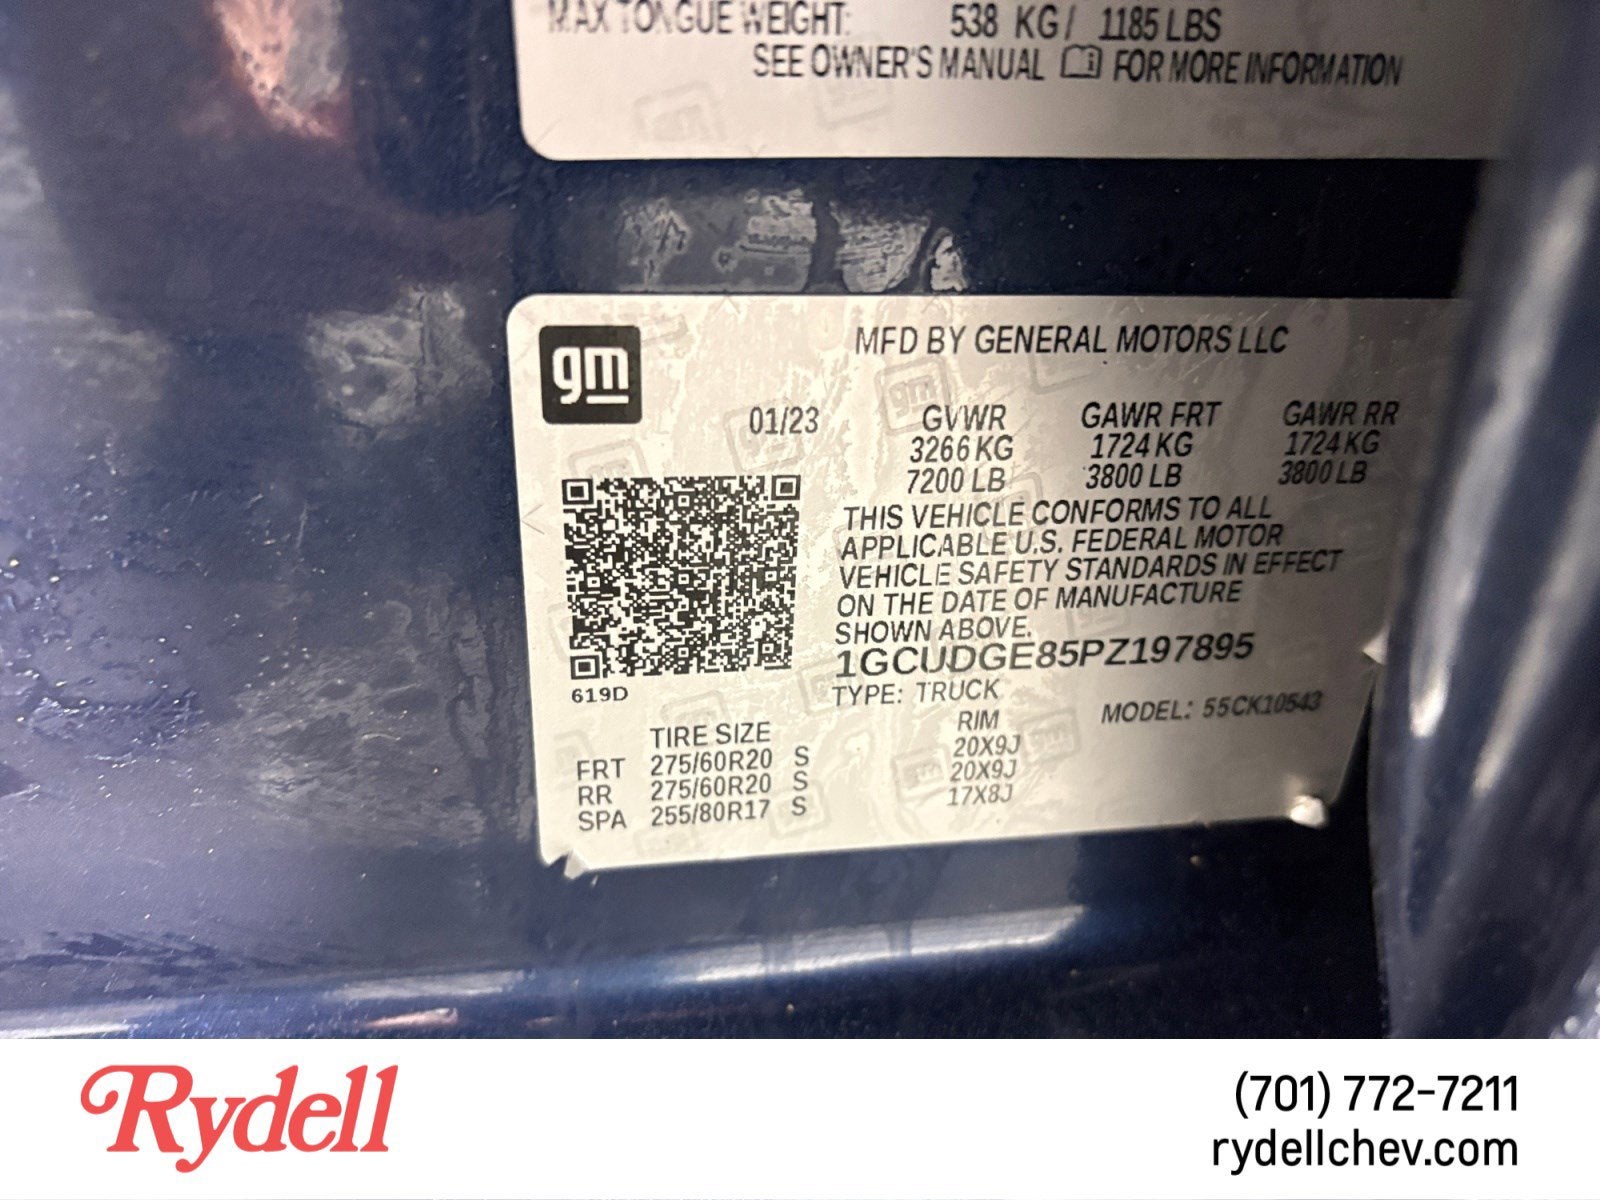 MAX TONGUE WEIGHT: 538 KG / 1185 LBS
SEE OWNER'S MANUAL FOR MORE INFORMATION
gm
MFD BY GENERAL MOTORS LLC
01/23 GVWR GAWR FRT GAWR RR
3266 KG 1724 KG 1724 KG
7200 LB 3800 LB 3800 LB
THIS VEHICLE CONFORMS TO ALL
APPLICABLE U.S. FEDERAL MOTOR
VEHICLE SAFETY STANDARDS IN EFFECT
ON THE DATE OF MANUFACTURE
SHOWN ABOVE.
1GCUDGE85PZ197895
619D
TYPE: TRUCK
MODEL: 55CK10543
TIRE SIZE RIM
FRT 275/60R20 S 20X9J
RR 275/60R20 S 20X9J
SPA 255/80R17 S 17X8J
Rydell
(701) 772-7211
rydellchev.com